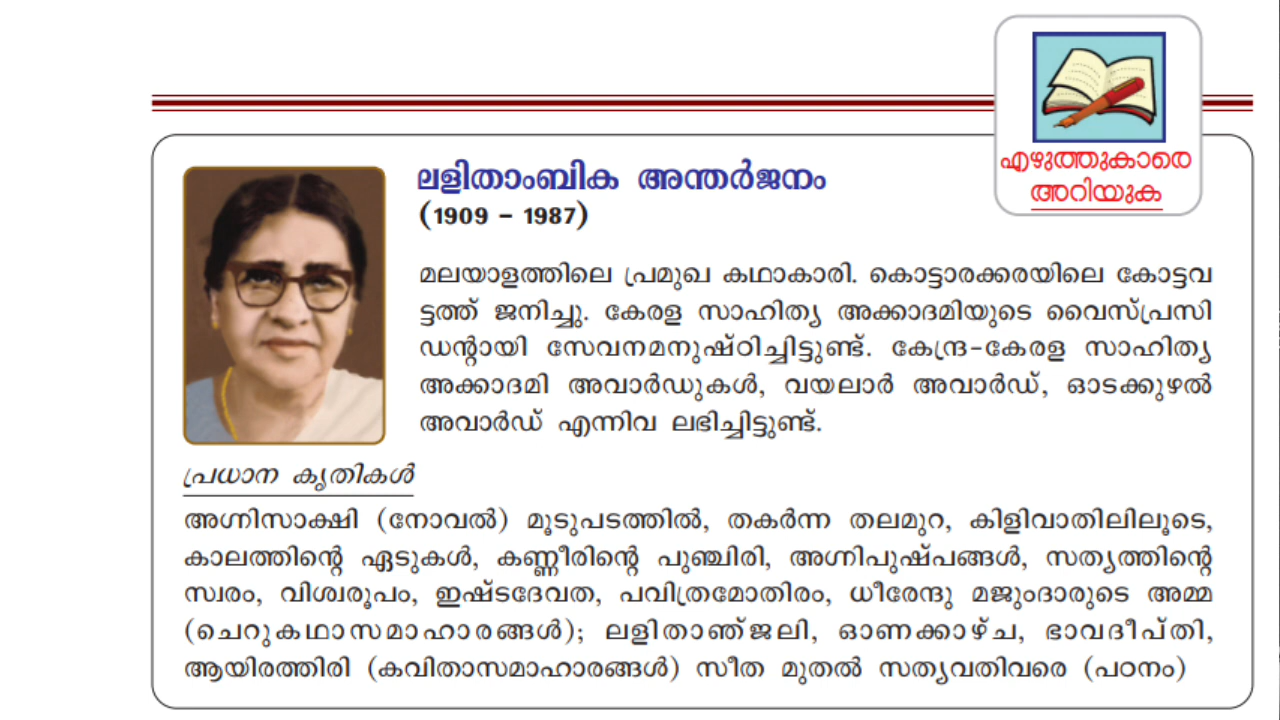 എഴുത്തുകാരെ
അറിയുക
ലളിതാംബിക അന്തർജനം
(1909 – 1987)
മലയാളത്തിലെ പ്രമുഖ കഥാകാരി. കൊട്ടാരക്കരയിലെ കോട്ടവ
ട്ടത്ത് ജനിച്ചു. കേരള സാഹിത്യ അക്കാദമിയുടെ വൈസ്പ്രസി
ഡന്റായി സേവനമനുഷ്ഠിച്ചിട്ടുണ്ട്. കേന്ദ്ര-കേരള സാഹിത്യ
അക്കാദമി അവാർഡുകൾ, വയലാർ അവാർഡ്, ഓടക്കുഴൽ
അവാർഡ് എന്നിവ ലഭിച്ചിട്ടുണ്ട്.
പ്രധാന കൃതികൾ
അഗ്നിസാക്ഷി (നോവൽ) മൂടുപടത്തിൽ, തകർന്ന തലമുറ, കിളിവാതിലിലൂടെ,
കാലത്തിന്റെ ഏടുകൾ, കണ്ണീരിന്റെ പുഞ്ചിരി, അഗ്നിപുഷ്പങ്ങൾ, സത്യത്തിന്റെ
സ്വരം, വിശ്വരൂപം, ഇഷ്ടദേവത, പവിത്രമോതിരം, ധീരേന്ദു മജുംദാരുടെ അമ്മ
(ചെറുകഥാസമാഹാരങ്ങൾ); ലളിതാഞ്ജലി, ഓണക്കാഴ്ച, ഭാവദീപ്തി,
ആയിരത്തിരി (കവിതാസമാഹാരങ്ങൾ) സീത മുതൽ സത്യവതിവരെ (പഠനം)